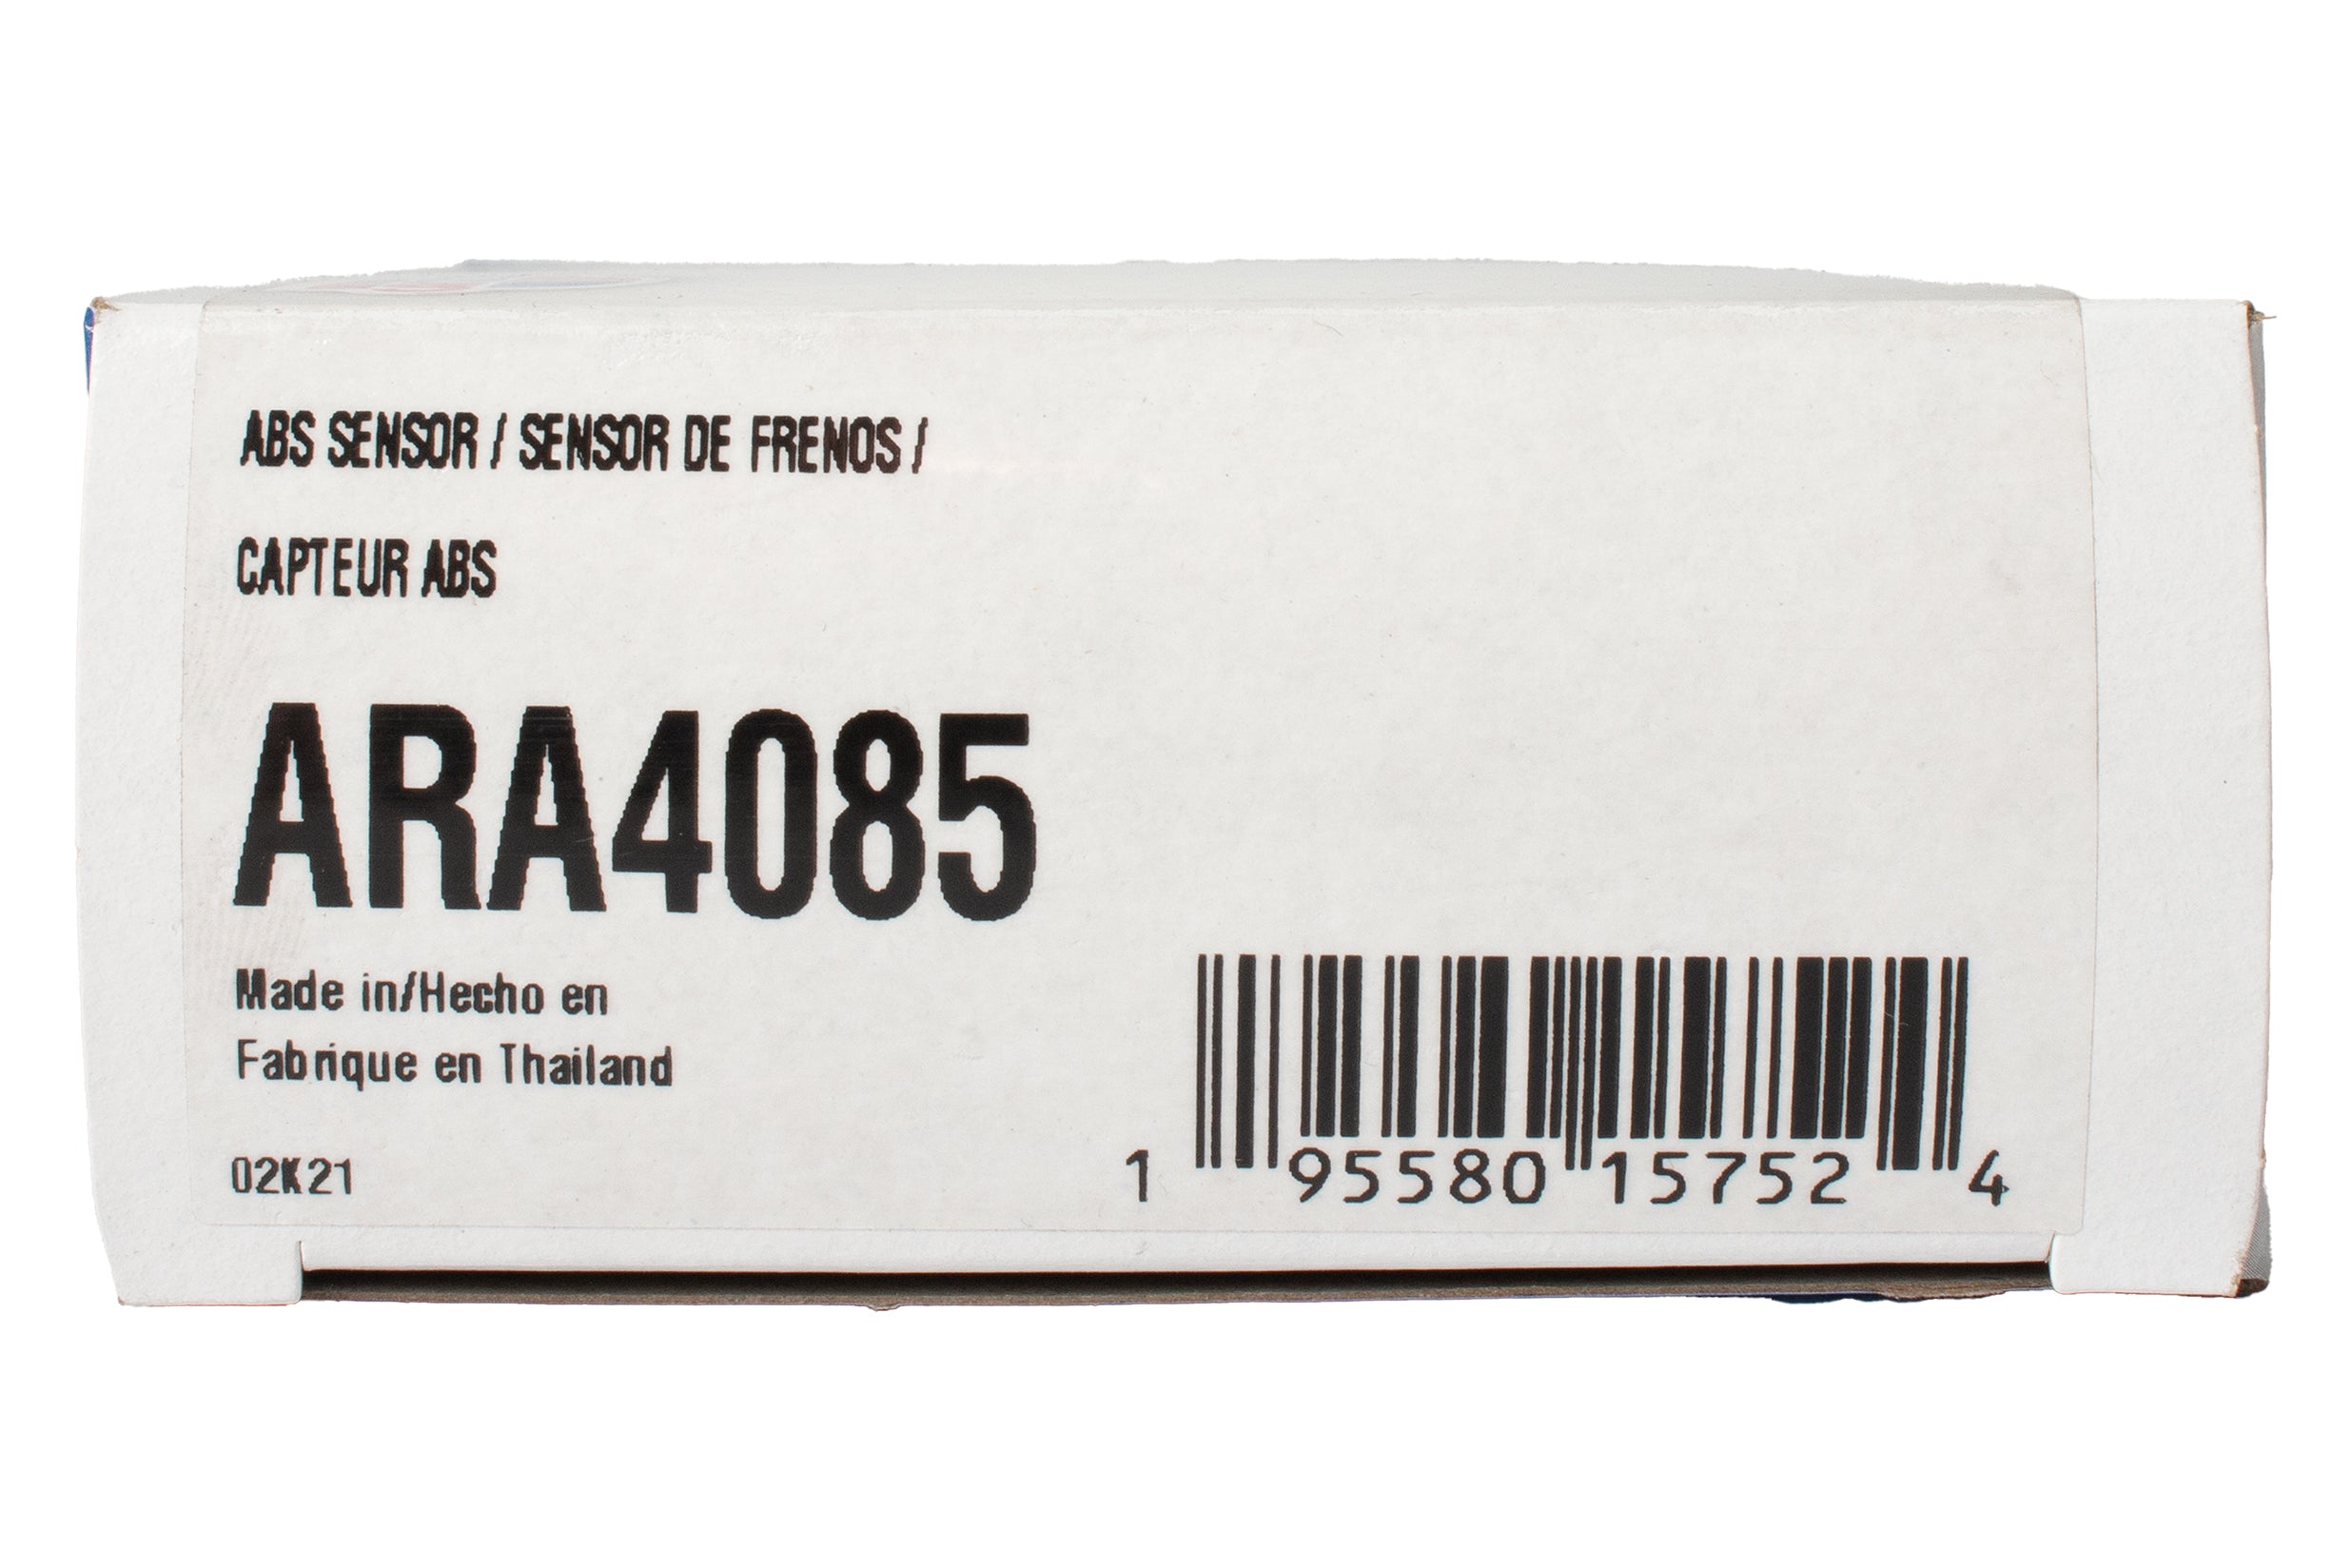 ABS SENSOR / SENSOR DE FRENOS /
CAPTEUR ABS
ARA4085
Made in/Hecho en
Fabrique en Thailand
02K21
1 95580 15752 4